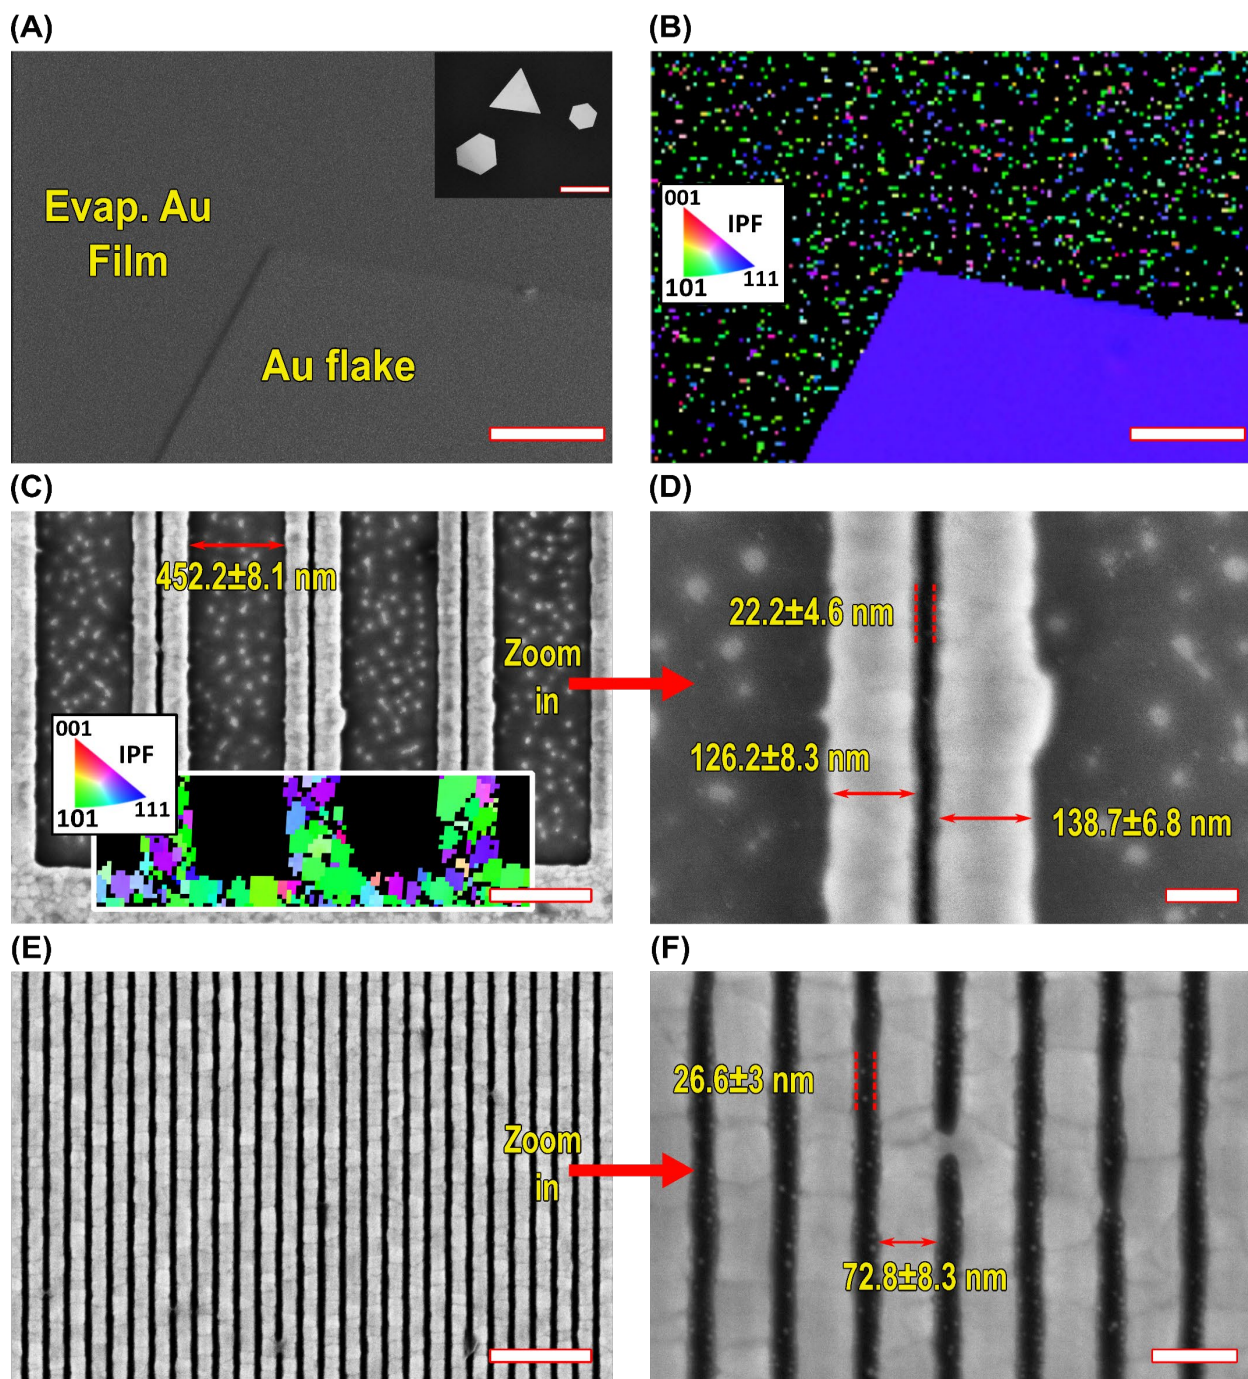 (A)
Evap. Au
Film
Au flake
(B)
001
IPF
101
111
(C)
452.2±8.1 nm
Zoom
in
001
IPF
101
111
(D)
22.2±4.6 nm
126.2±8.3 nm
138.7±6.8 nm
(E)
Zoom
in
(F)
26.6±3 nm
72.8±8.3 nm